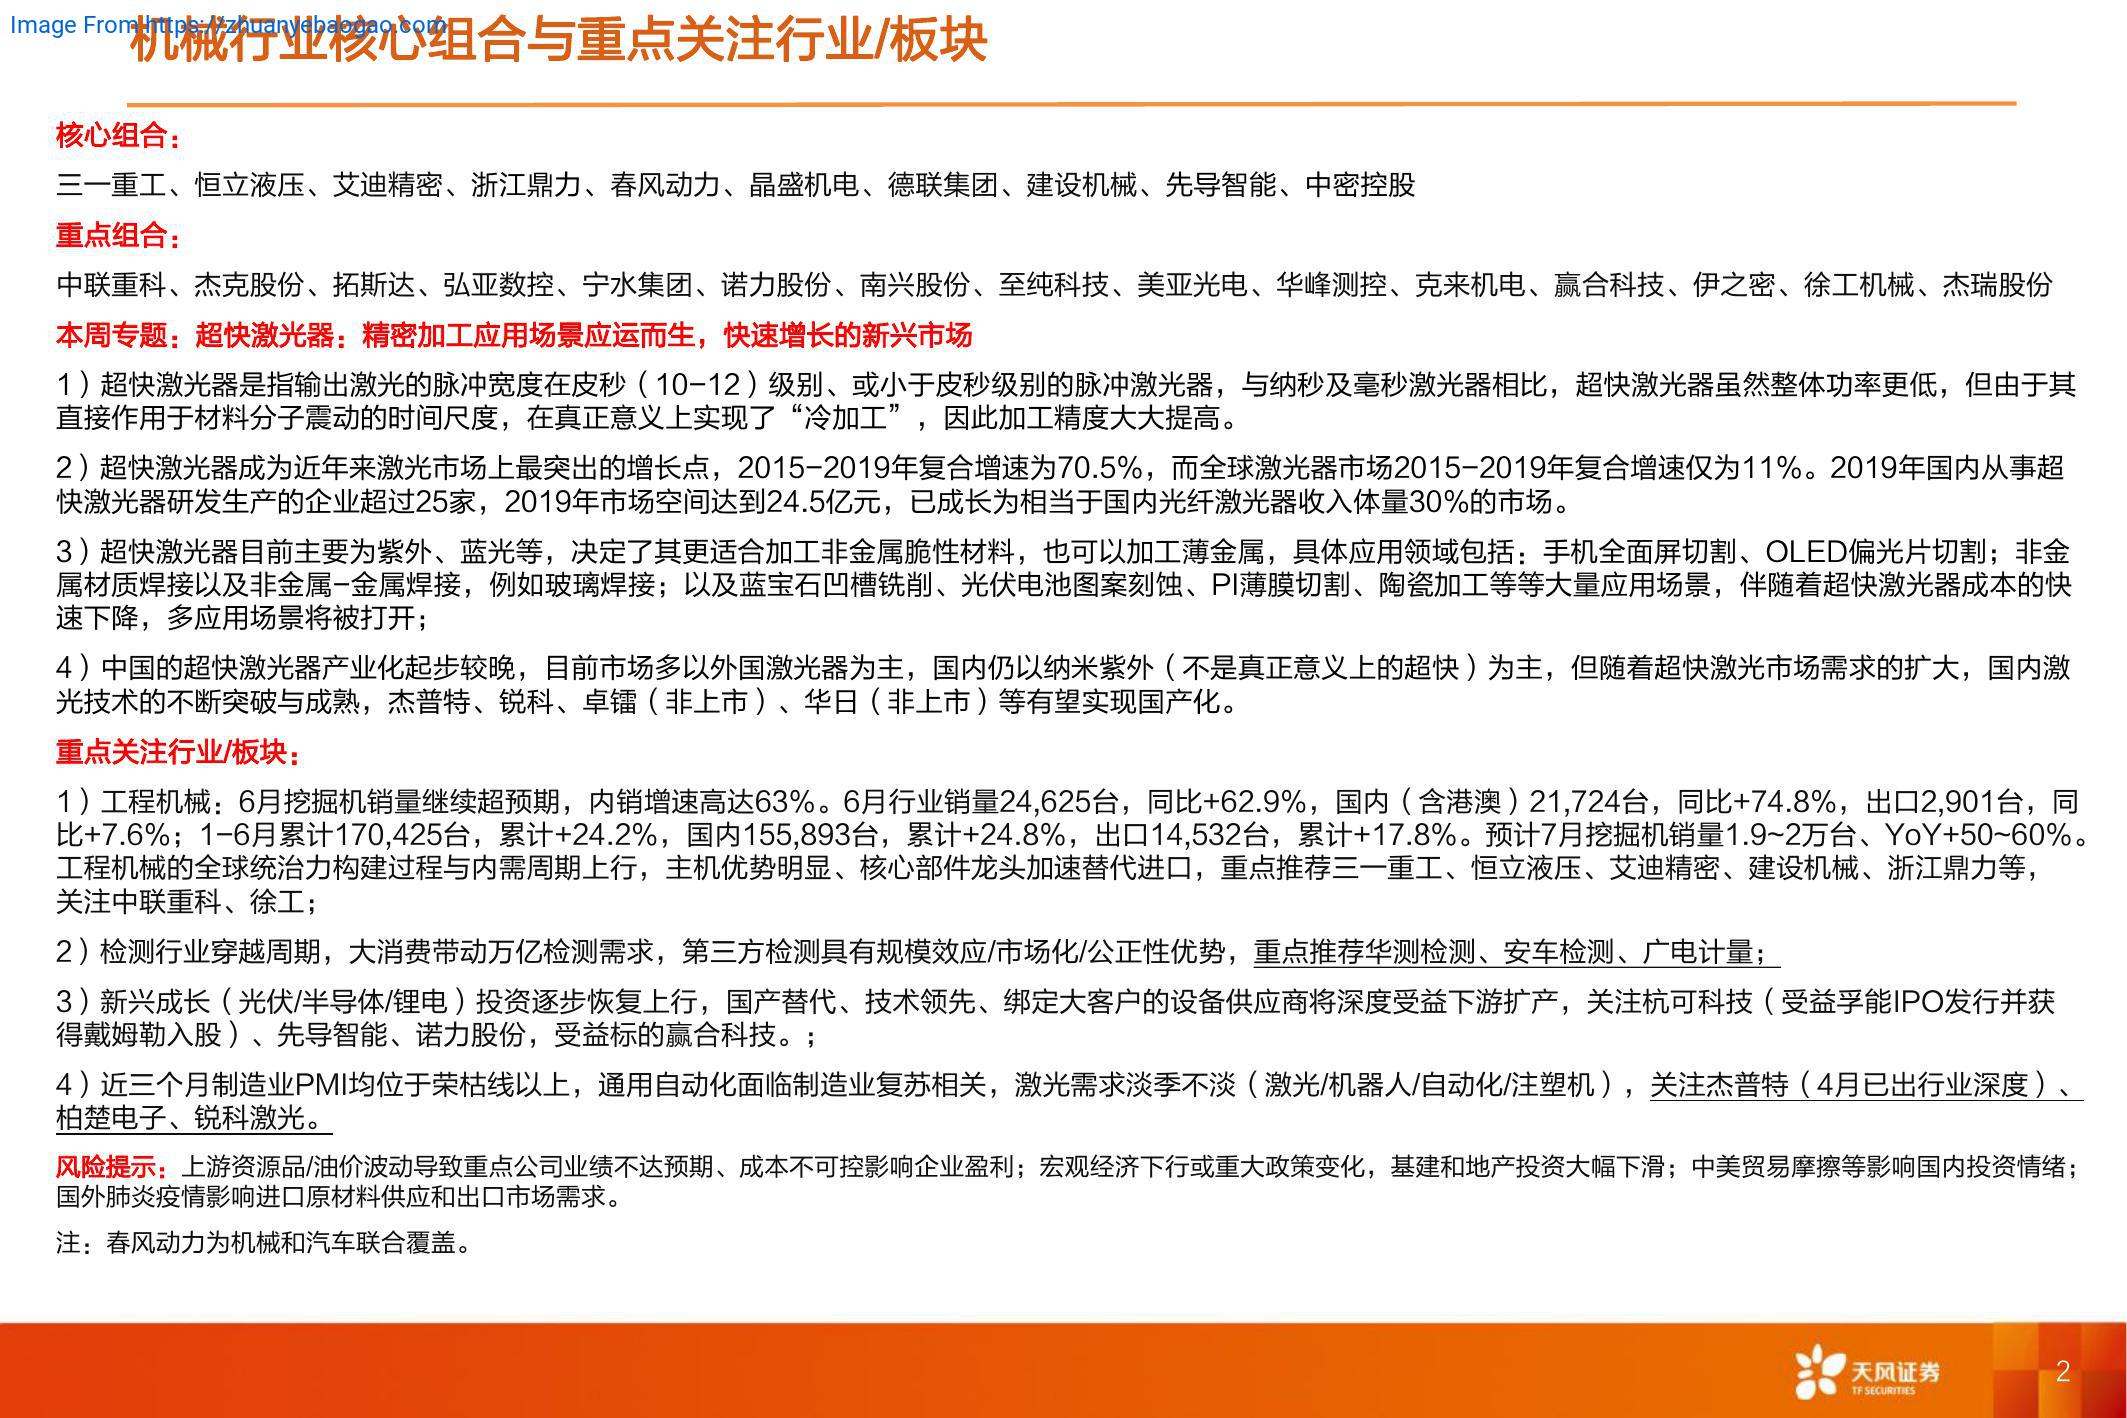 Image From https://zhuanyebaogao.com
机械行业核心组合与重点关注行业/板块
核心组合：
三一重工、恒立液压、艾迪精密、浙江鼎力、春风动力、晶盛机电、德联集团、建设机械、先导智能、中密控股
重点组合：
中联重科、杰克股份、拓斯达、弘亚数控、宁水集团、诺力股份、南兴股份、至纯科技、美亚光电、华峰测控、克来机电、赢合科技、伊之密、徐工机械、杰瑞股份
本周专题：超快激光器：精密加工应用场景应运而生，快速增长的新兴市场
1）超快激光器是指输出激光的脉冲宽度在皮秒（10-12）级别、或小于皮秒级别的脉冲激光器，与纳秒及毫秒激光器相比，超快激光器虽然整体功率更低，但由于其
直接作用于材料分子震动的时间尺度，在真正意义上实现了“冷加工”，因此加工精度大大提高。
2）超快激光器成为近年来激光市场上最突出的增长点，2015-2019年复合增速为70.5%，而全球激光器市场2015-2019年复合增速仅为11%。2019年国内从事超
快激光器研发生产的企业超过25家，2019年市场空间达到24.5亿元，已成长为相当于国内光纤激光器收入体量30%的市场。
3）超快激光器目前主要为紫外、蓝光等，决定了其更适合加工非金属脆性材料，也可以加工薄金属，具体应用领域包括：手机全面屏切割、OLED偏光片切割；非金
属材质焊接以及非金属-金属焊接，例如玻璃焊接；以及蓝宝石凹槽铣削、光伏电池图案刻蚀、PI薄膜切割、陶瓷加工等等大量应用场景，伴随着超快激光器成本的快
速下降，多应用场景将被打开；
4）中国的超快激光器产业化起步较晚，目前市场多以外国激光器为主，国内仍以纳米紫外（不是真正意义上的超快）为主，但随着超快激光市场需求的扩大，国内激
光技术的不断突破与成熟，杰普特、锐科、卓镭（非上市）、华日（非上市）等有望实现国产化。
重点关注行业/板块：
1）工程机械：6月挖掘机销量继续超预期，内销增速高达63%。6月行业销量24,625台，同比+62.9%，国内（含港澳）21,724台，同比+74.8%，出口2,901台，同
比+7.6%；1-6月累计170,425台，累计+24.2%，国内155,893台，累计+24.8%，出口14,532台，累计+17.8%。预计7月挖掘机销量1.9~2万台、YoY+50~60%。
工程机械的全球统治力构建过程与内需周期上行，主机优势明显、核心部件龙头加速替代进口，重点推荐三一重工、恒立液压、艾迪精密、建设机械、浙江鼎力等，
关注中联重科、徐工；
2）检测行业穿越周期，大消费带动万亿检测需求，第三方检测具有规模效应/市场化/公正性优势，重点推荐华测检测、安车检测、广电计量；
3）新兴成长（光伏/半导体/锂电）投资逐步恢复上行，国产替代、技术领先、绑定大客户的设备供应商将深度受益下游扩产，关注杭可科技（受益孚能IPO发行并获
得戴姆勒入股）、先导智能、诺力股份，受益标的赢合科技。；
4）近三个月制造业PMI均位于荣枯线以上，通用自动化面临制造业复苏相关，激光需求淡季不淡（激光/机器人/自动化/注塑机），关注杰普特（4月已出行业深度）、
柏楚电子、锐科激光。
风险提示：上游资源品/油价波动导致重点公司业绩不达预期、成本不可控影响企业盈利；宏观经济下行或重大政策变化，基建和地产投资大幅下滑；中美贸易摩擦等影响国内投资情绪；
国外肺炎疫情影响进口原材料供应和出口市场需求。
注：春风动力为机械和汽车联合覆盖。
天风证券
TF SECURITIES
2